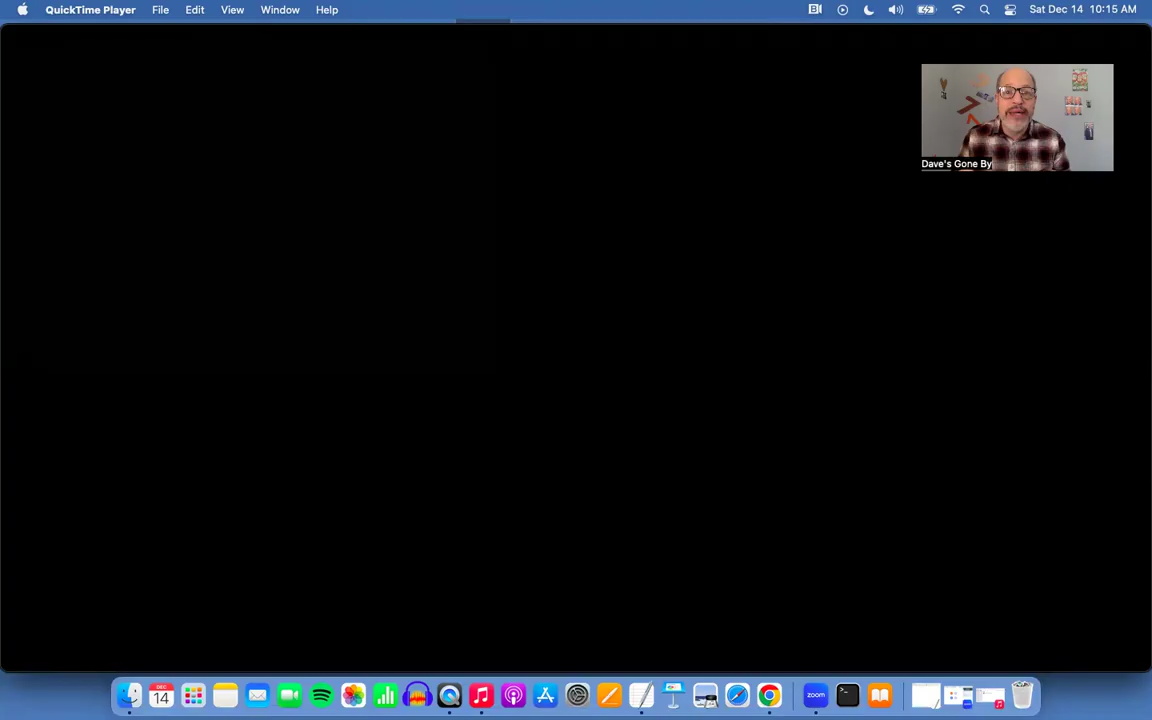 QuickTime Player File Edit View Window Help Sat Dec 14 10:15 AM
Dave's Gone By
DEC
14
zoom